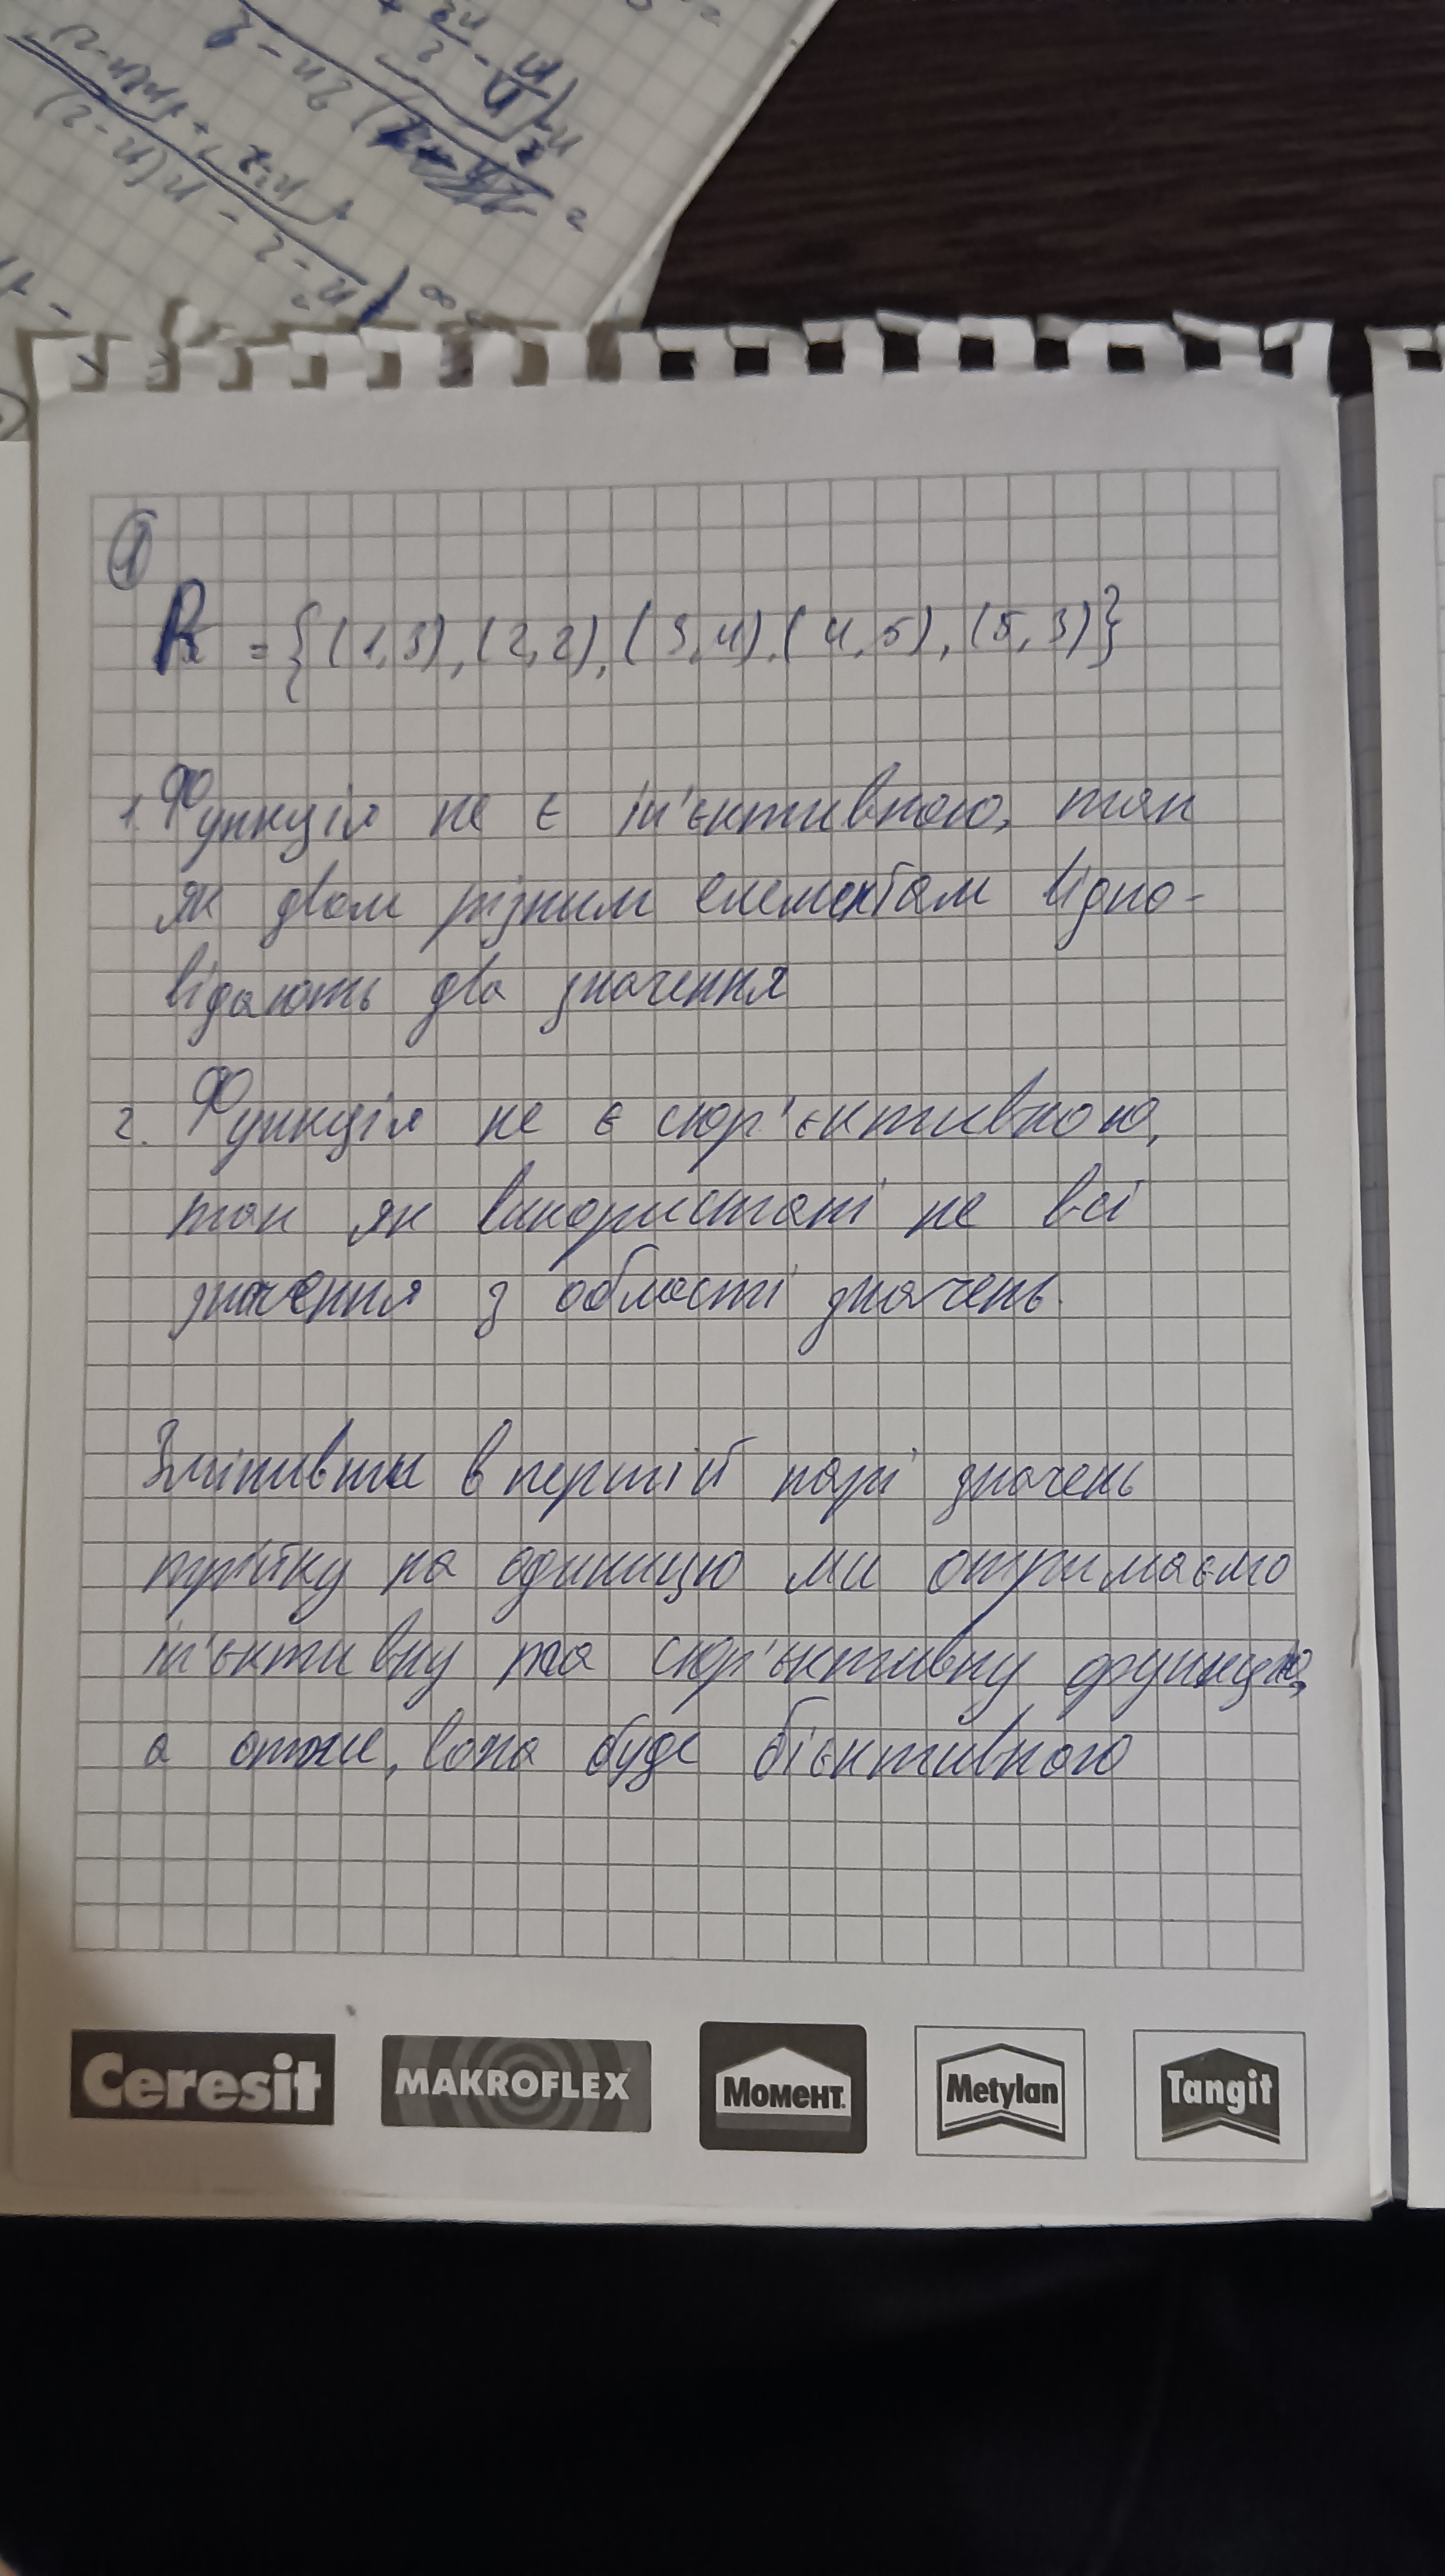 ①
R = {(1,3),(2,2),(3,4),(4,5),(5,3)}
1. Функція не є ін'єктивною, так
як двом різним елементам відпо-
відають два значення
2. Функція не є сюр'єктивною,
так як використані не всі
значення з області значень.
Змінивши в першій парі значень
трійку на одиницю ми отримаємо
ін'єктивну та сюр'єктивну функцію,
а отже, вона буде бієктивною
Ceresit MAKROFLEX Момент Metylan Tangit